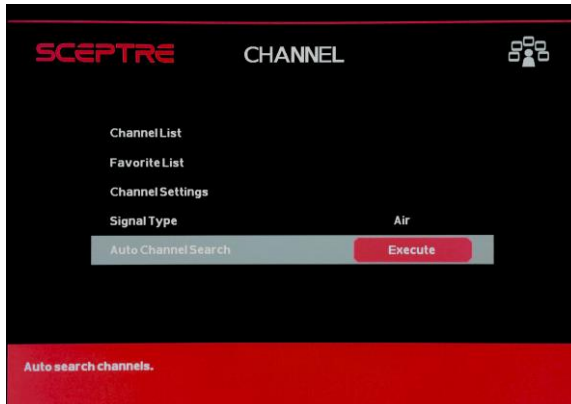 SCEPTRE CHANNEL
Channel List
Favorite List
Channel Settings
Signal Type Air
Auto Channel Search Execute
Auto search channels.